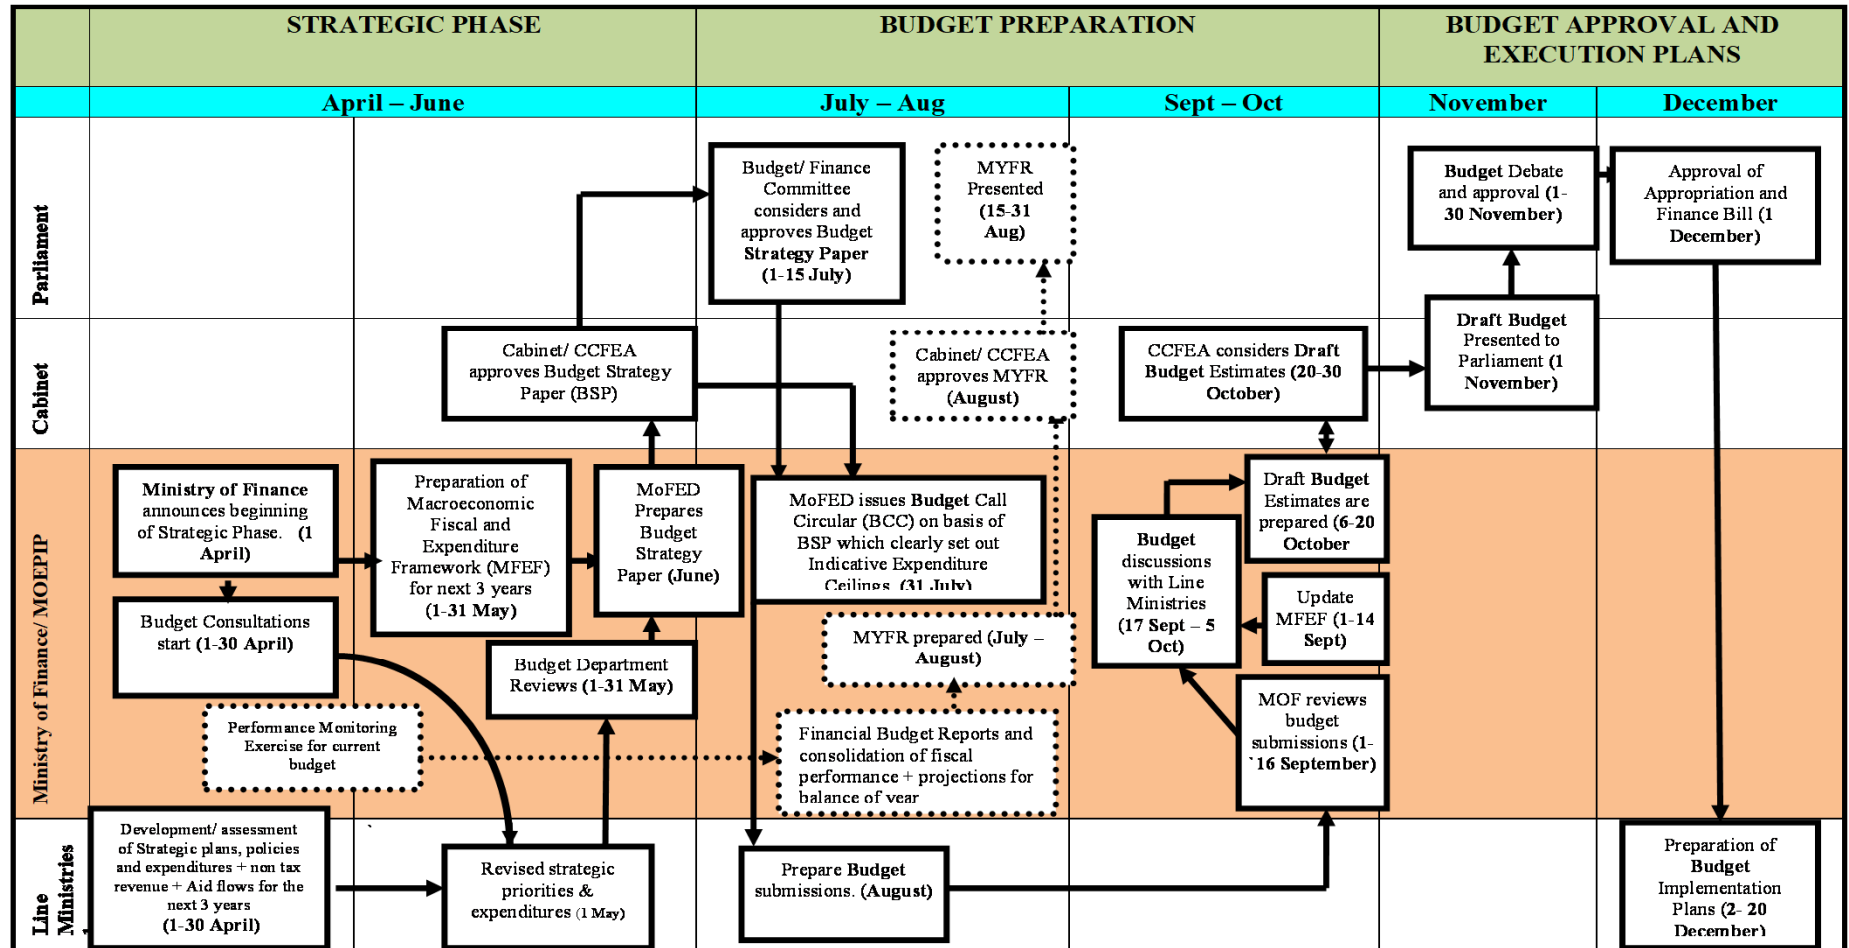 STRATEGIC PHASE
BUDGET PREPARATION
BUDGET APPROVAL AND
EXECUTION PLANS
April – June
July – Aug
Sept – Oct
November
December
Parliament
Budget/ Finance
Committee
considers and
approves Budget
Strategy Paper
(1-15 July)
MYFR
Presented
(15-31
Aug)
Budget Debate
and approval (1-
30 November)
Approval of
Appropriation and
Finance Bill (1
December)
Cabinet
Cabinet/ CCFEA
approves Budget Strategy
Paper (BSP)
Cabinet/ CCFEA
approves MYFR
(August)
CCFEA considers Draft
Budget Estimates (20-30
October)
Draft Budget
Presented to
Parliament (1
November)
Ministry of Finance/ MOEPIP
Ministry of Finance
announces beginning
of Strategic Phase. (1
April)
Preparation of
Macroeconomic
Fiscal and
Expenditure
Framework (MFEF)
for next 3 years
(1-31 May)
MoFED
Prepares
Budget
Strategy
Paper (June)
MoFED issues Budget Call
Circular (BCC) on basis of
BSP which clearly set out
Indicative Expenditure
Ceilings. (31 July)
Budget
discussions
with Line
Ministries
(17 Sept – 5
Oct)
Draft Budget
Estimates are
prepared (6-20
October
Budget Consultations
start (1-30 April)
Budget Department
Reviews (1-31 May)
MYFR prepared (July –
August)
Update
MFEF (1-14
Sept)
Performance Monitoring
Exercise for current
budget
Financial Budget Reports and
consolidation of fiscal
performance + projections for
balance of year
MOF reviews
budget
submissions (1-
`16 September)
Line
Ministries
Development/ assessment
of Strategic plans, policies
and expenditures + non tax
revenue + Aid flows for the
next 3 years
(1-30 April)
Revised strategic
priorities &
expenditures (1 May)
Prepare Budget
submissions. (August)
Preparation of
Budget
Implementation
Plans (2- 20
December)